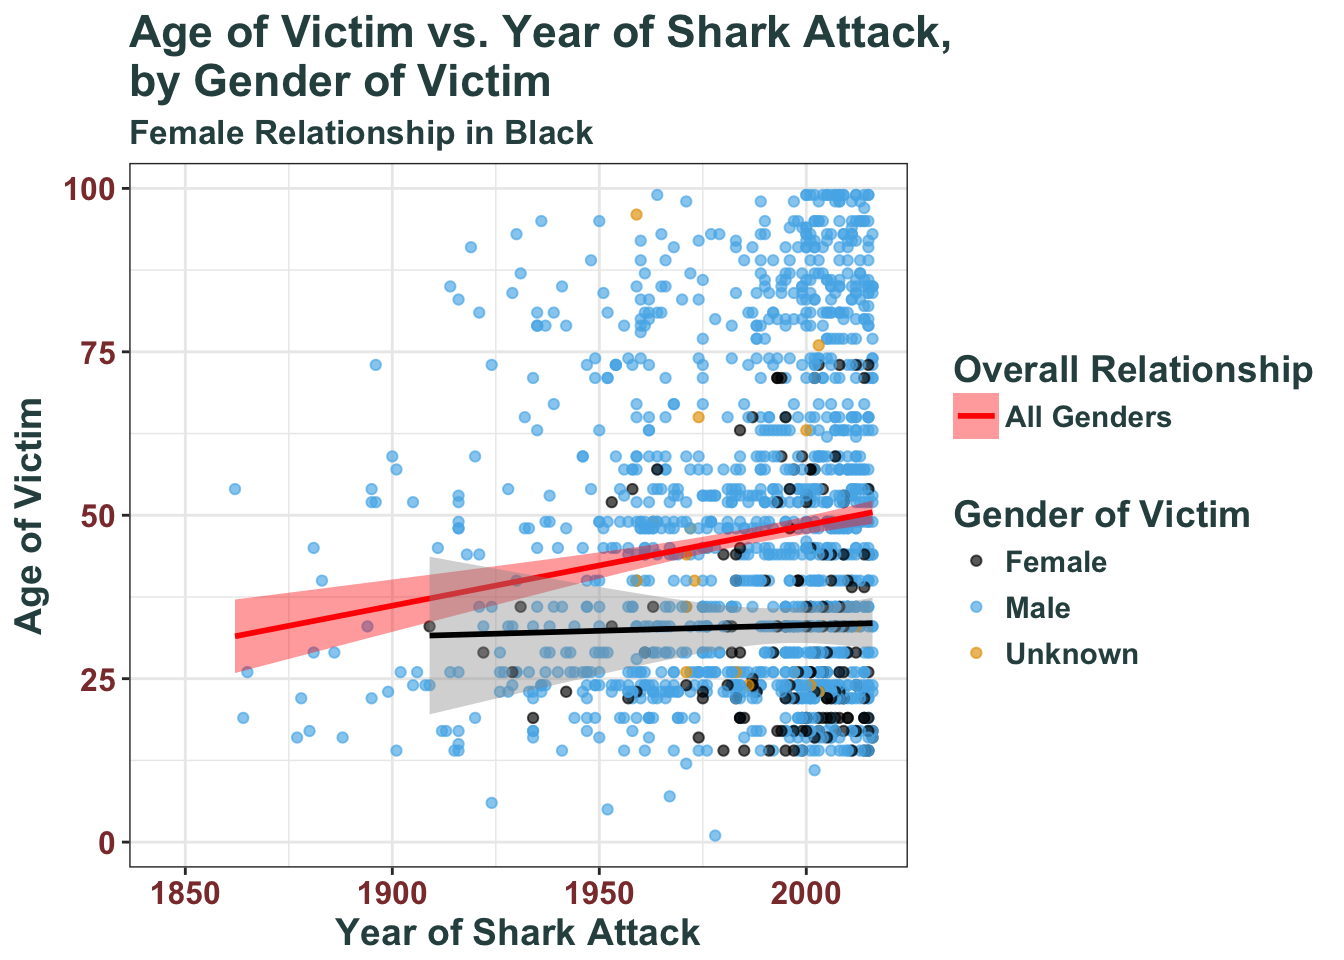 Age of Victim vs. Year of Shark Attack,
by Gender of Victim
Female Relationship in Black
100
75
50
25
0
Age of Victim
1850
1900
1950
2000
Year of Shark Attack
Overall Relationship
All Genders
Gender of Victim
Female
Male
Unknown